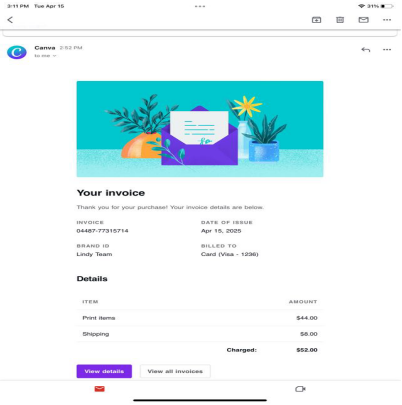 3:11 PM Tue Apr 15
31%
Canva 2:52 PM
to me
Your invoice
Thank you for your purchase! Your invoice details are below.
INVOICE DATE OF ISSUE
04487-77315714 Apr 15, 2025
BRAND ID BILLED TO
Lindy Team Card (Visa - 1236)
Details
ITEM AMOUNT
Print items $44.00
Shipping $8.00
Charged: $52.00
View details View all invoices